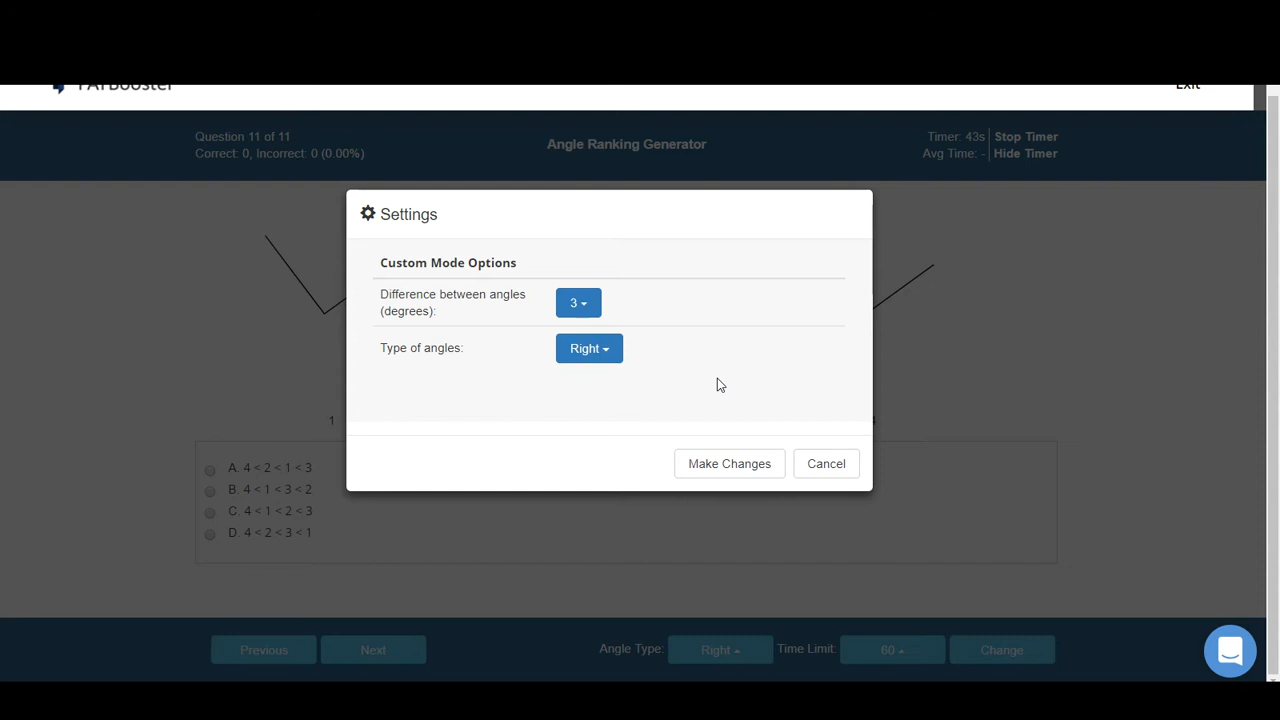 PATBooster
Exit
Question 11 of 11
Correct: 0, Incorrect: 0 (0.00%)
Angle Ranking Generator
Timer: 43s Stop Timer
Avg Time: - Hide Timer
Settings
Custom Mode Options
Difference between angles
(degrees):
3
Type of angles:
Right
Make Changes
Cancel
1
A. 4 < 2 < 1 < 3
B. 4 < 1 < 3 < 2
C. 4 < 1 < 2 < 3
D. 4 < 2 < 3 < 1
Previous
Next
Angle Type:
Right
Time Limit:
60
Change